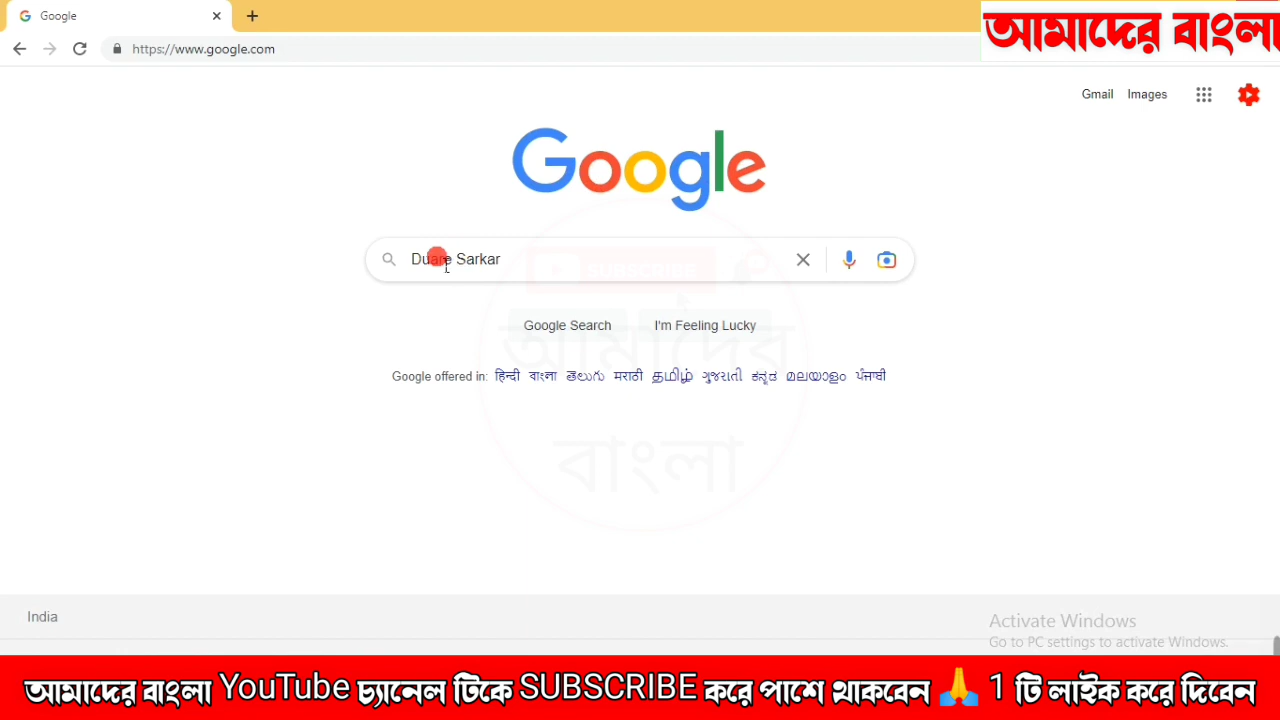 Google
আমাদের বাংলা
https://www.google.com
Gmail Images
Google
Duare Sarkar
SUBSCRIBE
Google Search I'm Feeling Lucky
আমাদের
Google offered in: हिन्दी বাংলা తెలుగు मराठी தமிழ் ગુજરાતી ಕನ್ನಡ മലയാളം ਪੰਜਾਬੀ
বাংলা
India
Activate Windows
Go to PC settings to activate Windows.
আমাদের বাংলা YouTube চ্যানেল টিকে SUBSCRIBE করে পাশে থাকবেন 🙏 1 টি লাইক করে দিবেন